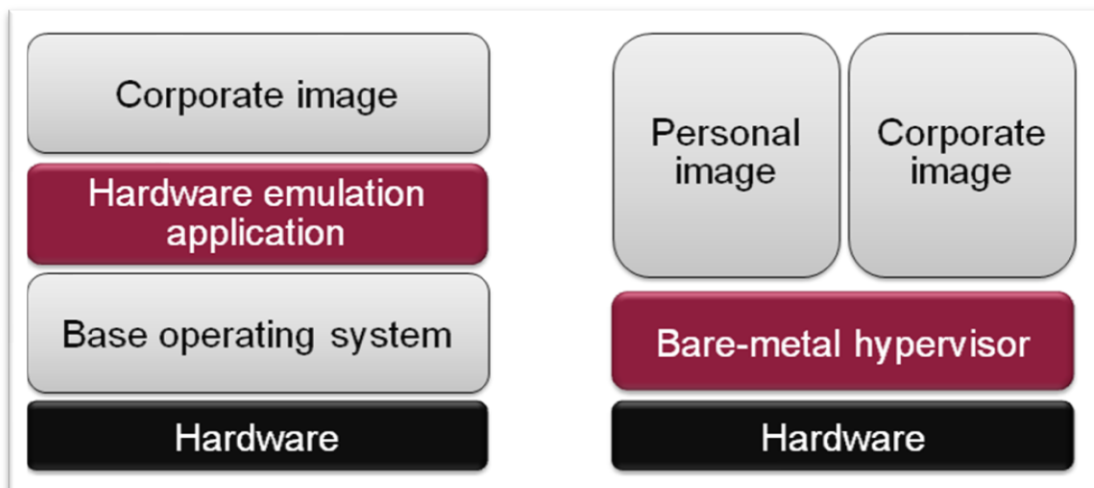 Corporate image
Hardware emulation
application
Base operating system
Hardware
Personal
image
Corporate
image
Bare-metal hypervisor
Hardware